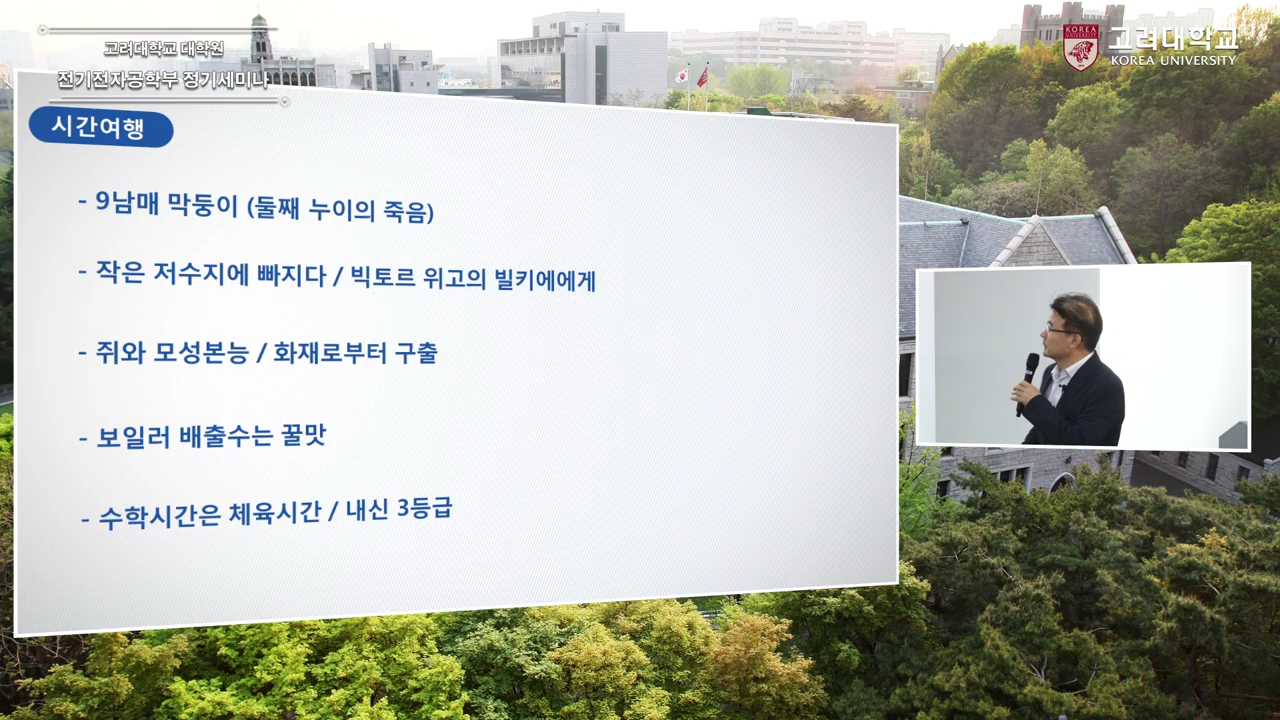 고려대학교 대학원
전기전자공학부 정기세미나
KOREA
UNIVERSITY
고려대학교
KOREA UNIVERSITY
시간여행
- 9남매 막둥이 (둘째 누이의 죽음)
- 작은 저수지에 빠지다 / 빅토르 위고의 빌키에에게
- 쥐와 모성본능 / 화재로부터 구출
- 보일러 배출수는 꿀맛
- 수학시간은 체육시간 / 내신 3등급